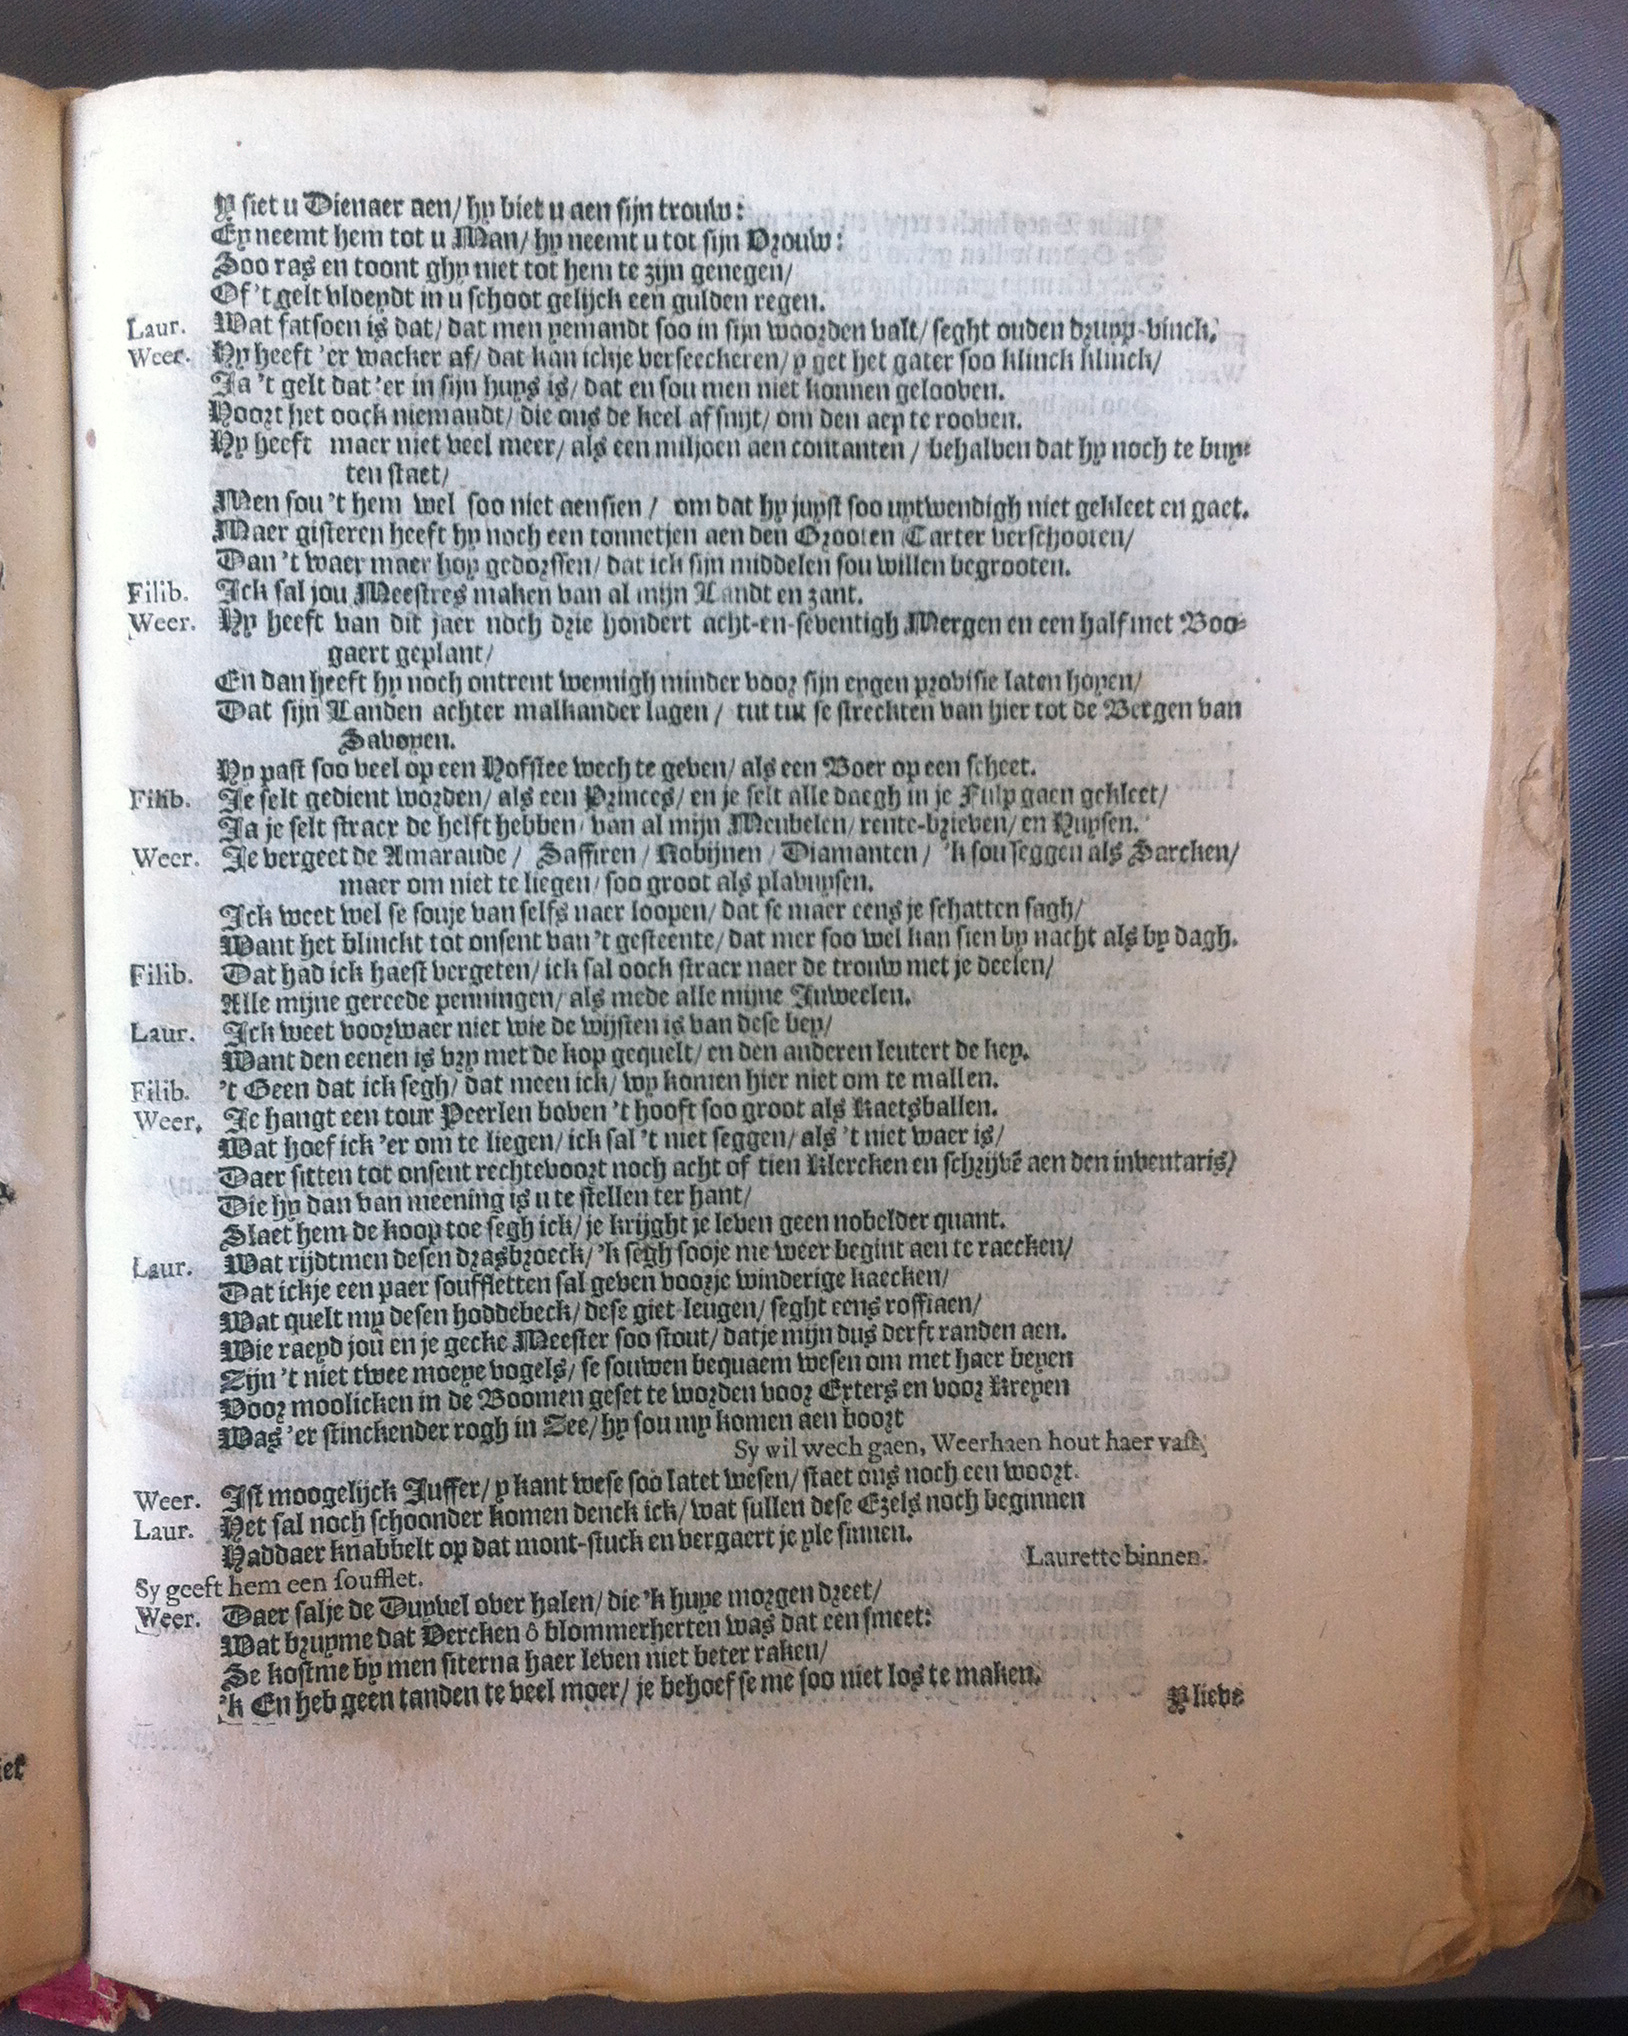 Y siet u Dienaer aen/ hy biet u aen sijn trouw:
Ey neemt hem tot u Man/ hy neemt u tot sijn Vrouw:
Soo ras en toont ghy niet tot hem te zijn genegen/
Of 't gelt vloeydt in u schoot gelijck een gulden regen.
Laur. Wat fatsoen is dat/ dat men yemandt soo in sijn woorden valt/ seght ouden druyp-vinck.
Weer. Hy heeft 'er wacker af/ dat kan ickje verseeckeren/ y get het gater soo klinck klinck/
Ja 't gelt dat 'er in sijn huys is/ dat en sou men niet konnen gelooven.
Hoort het oock niemandt/ die ons de keel af snijt/ om den aep te rooven.
Hy heeft maer niet veel meer/ als een miljoen aen contanten/ behalven dat hy noch te buy-
ten staet/
Men sou 't hem wel soo niet aensien/ om dat hy juyst soo uytwendigh niet gekleet en gaet.
Maer gisteren heeft hy noch een tonnetjen aen den Grooten Tarter verschooten/
Dan 't waer maer hoy gedorssen/ dat ick sijn middelen sou willen begrooten.
Filib. Ick sal jou Meestres maken van al mijn Landt en zant.
Weer. Hy heeft van dit jaer noch drie hondert acht-en-seventigh Mergen en een half met Boo-
gaert geplant/
En dan heeft hy noch ontrent weynigh minder voor sijn eygen provisie laten hoyen/
Dat sijn Landen achter malkander lagen/ tut tut se streckten van hier tot de Bergen van
Savoyen.
Hy past soo veel op een Hofstee wech te geven/ als een Boer op een scheet.
Filib. Je selt gedient worden/ als een Princes/ en je selt alle daegh in je Fulp gaen gekleet/
Ja je selt stracx de helft hebben/ van al mijn Meubelen/ rente-brieven/ en Huysen.
Weer. Je vergeet de Amaraude/ Saffiren/ Robijnen/ Diamanten/ 'k sou seggen als Sarcken/
maer om niet te liegen/ soo groot als plavuysen.
Ick weet wel se souje van selfs naer loopen/ dat se maer eens je schatten sagh/
Want het blinckt tot onsent van 't gesteente/ dat mer soo wel kan sien by nacht als by dagh.
Filib. Dat had ick haest vergeten/ ick sal oock stracx naer de trouw met je deelen/
Alle mijne gereede penningen/ als mede alle mijne Juweelen.
Laur. Ick weet voorwaer niet wie de wijsten is van dese bey/
Want den eenen is vry met de kop gequelt/ en den anderen leutert de key.
Filib. 't Geen dat ick segh/ dat meen ick/ wy komen hier niet om te mallen.
Weer. Je hangt een tour Peerlen boven 't hooft soo groot als Kaetsballen.
Wat hoef ick 'er om te liegen/ ick sal 't niet seggen/ als 't niet waer is/
Daer sitten tot onsent rechtevoort noch acht of tien Klercken en schrijvẽ aen den inventaris/
Die hy dan van meening is u te stellen ter hant/
Slaet hem de koop toe segh ick/ je krijght je leven geen nobelder quant.
Laur. Wat rijdtmen desen drasbroeck/ 'k segh sooje me weer begint aen te raecken/
Dat ickje een paer souffletten sal geven voorje winderige kaecken/
Wat quelt my desen hoddebeck/ dese giet-leugen/ seght eens roffiaen/
Wie raeyd jou en je gecke Meester soo stout/ datje mijn dus derft randen aen.
Zijn 't niet twee moeye vogels/ se souwen bequaem wesen om met haer beyen
Voor moolicken in de Boomen geset te worden voor Exters en voor Kreyen
Was 'er stinckender rogh in Zee/ hy sou my komen aen boort
Sy wil wech gaen, Weerhaen hout haer vast.
Weer. Ist moogelijck Juffer/ y kant wese soo latet wesen/ staet ons noch een woort.
Laur. Het sal noch schoonder komen denck ick/ wat sullen dese Ezels noch beginnen
Haddaer knabbelt op dat mont-stuck en vergaert je yle sinnen.
Laurette binnen.
Sy geeft hem een soufflet.
Weer. Daer salje de Duyvel over halen/ die 'k huye morgen dreet/
Wat bruyme dat Vercken ô blommerherten was dat een smeet:
Se kostme by men siterna haer leven niet beter raken/
'k En heb geen tanden te veel moer/ je behoef se me soo niet los te maken.
Y lieve